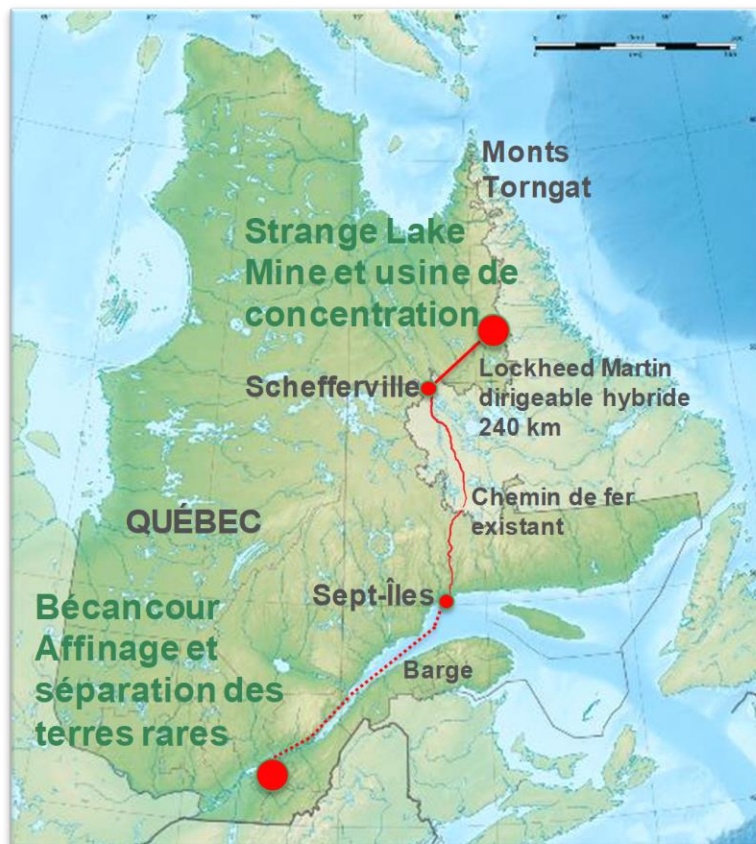 Monts
Torngat
Strange Lake
Mine et usine de
concentration
Schefferville
Lockheed Martin
dirigeable hybride
240 km
Chemin de fer
existant
QUÉBEC
Sept-Îles
Bécancour
Affinage et
séparation des
terres rares
Barge